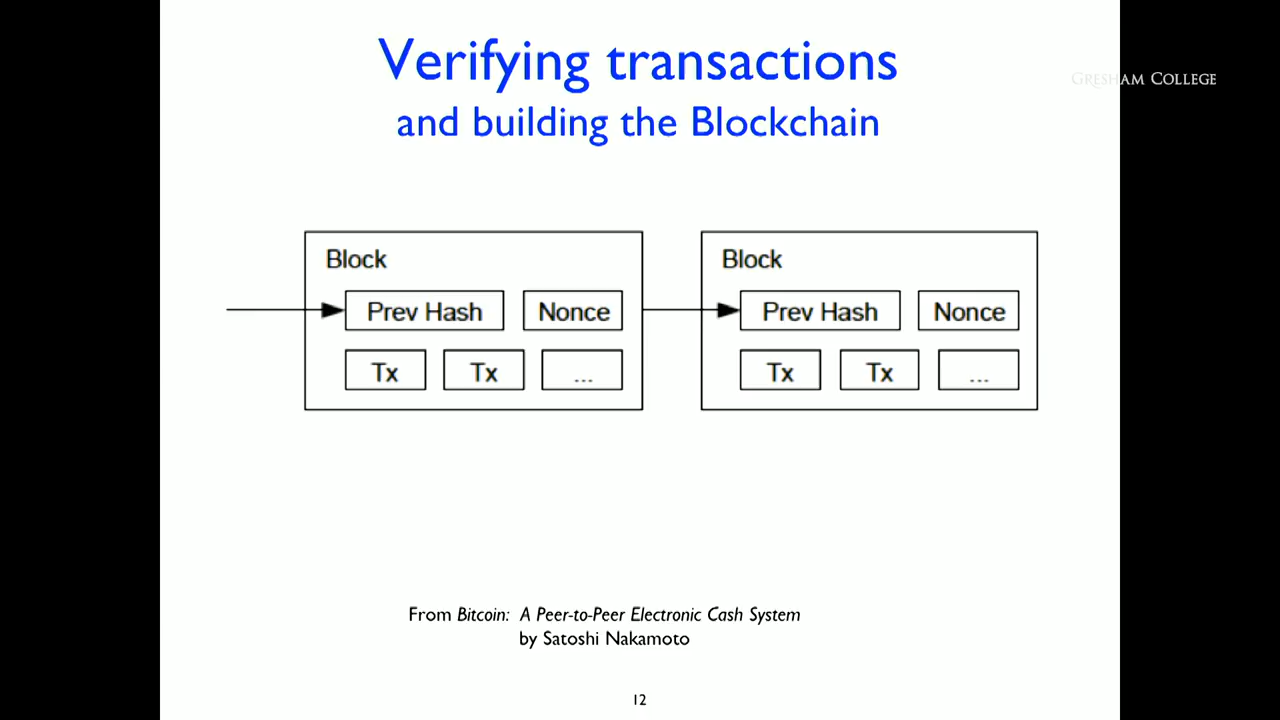 Verifying transactions
GRESHAM COLLEGE
and building the Blockchain
Block
Prev Hash Nonce
Tx Tx ...
Block
Prev Hash Nonce
Tx Tx ...
From Bitcoin: A Peer-to-Peer Electronic Cash System
by Satoshi Nakamoto
12